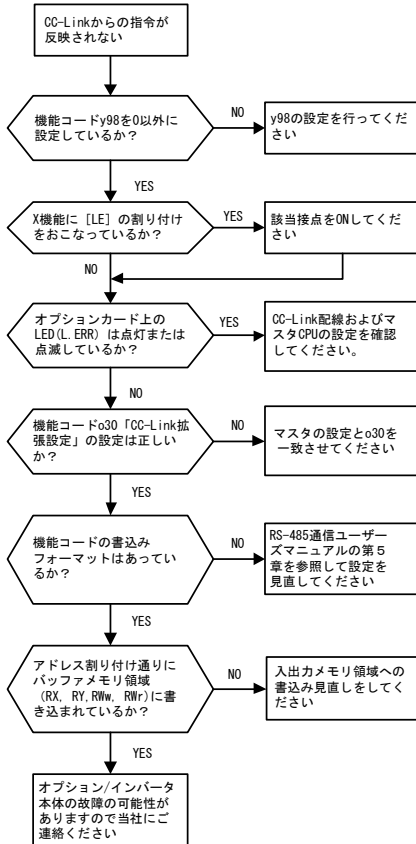 CC-Linkからの指令が
反映されない
機能コードy98を0以外に
設定しているか？
NO
y98の設定を行ってくだ
さい
YES
X機能に [LE] の割り付け
をおこなっているか？
YES
該当接点をONしてくだ
さい
NO
オプションカード上の
LED(L.ERR) は点灯または
点滅しているか？
YES
CC-Link配線およびマ
スタCPUの設定を確認
してください。
NO
機能コードo30「CC-Link拡
張設定」の設定は正しい
か？
NO
マスタの設定とo30を
一致させてください
YES
機能コードの書込み
フォーマットはあってい
るか？
NO
RS-485通信ユーザー
ズマニュアルの第５
章を参照して設定を
見直してください
YES
アドレス割り付け通りに
バッファメモリ領域
（RX, RY,RWw, RWr)に書
き込まれているか？
NO
入出力メモリ領域への
書込み見直しをしてく
ださい
YES
オプション/インバータ
本体の故障の可能性が
ありますので当社にご
連絡ください